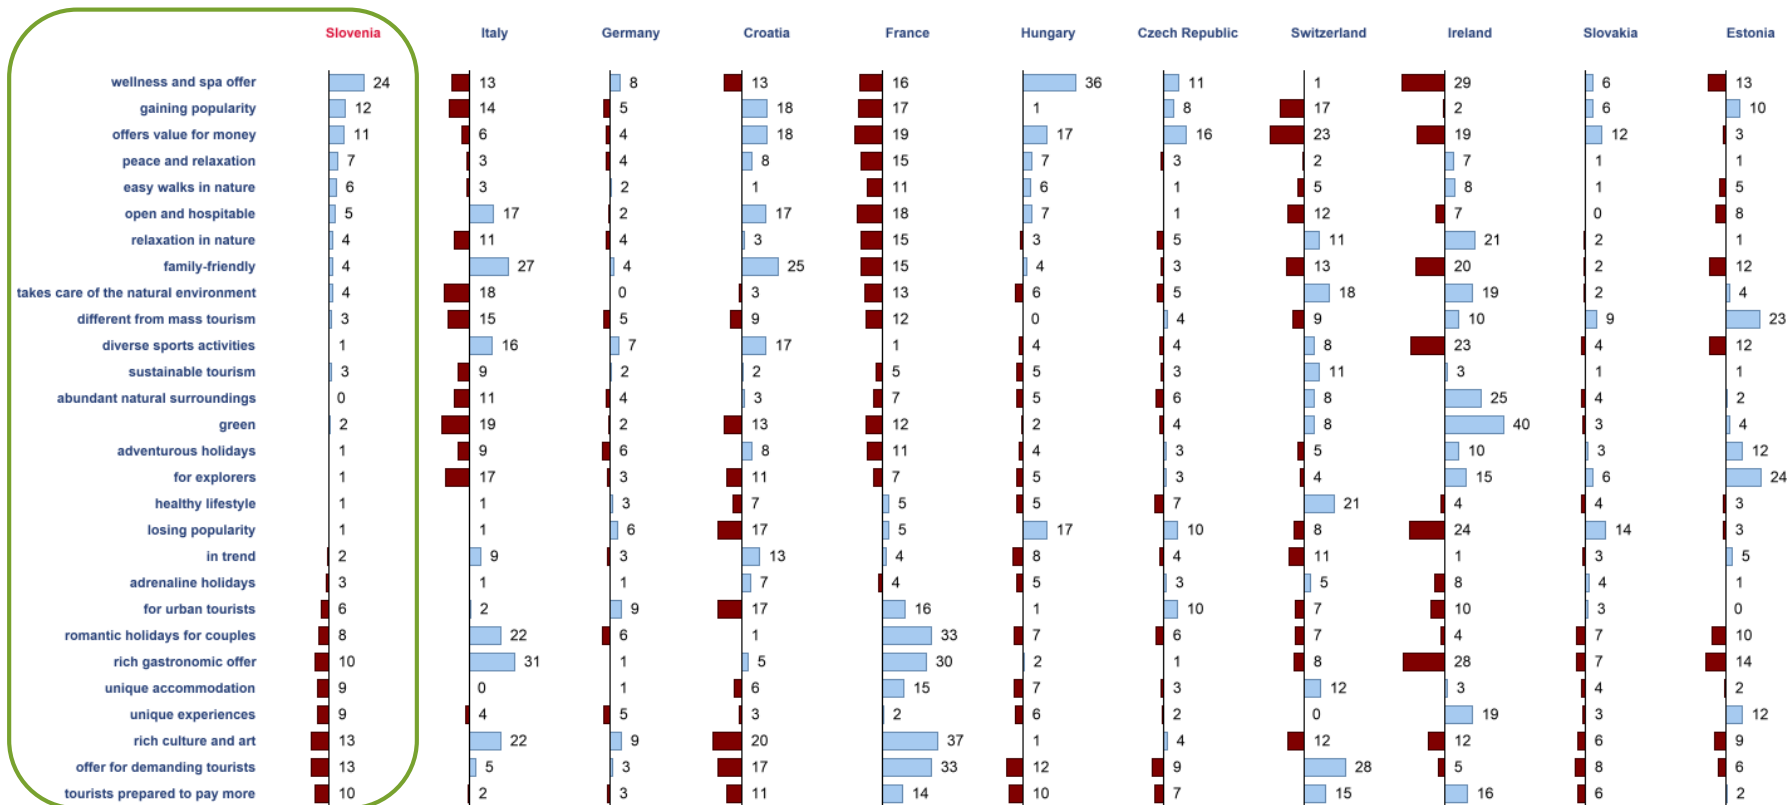 Slovenia Italy Germany Croatia France Hungary Czech Republic Switzerland Ireland Slovakia Estonia
wellness and spa offer 24 13 8 13 16 36 11 1 29 6 13
gaining popularity 12 14 5 18 17 1 8 17 2 6 10
offers value for money 11 6 4 18 19 17 16 23 19 12 3
peace and relaxation 7 3 4 8 15 7 3 2 7 1 1
easy walks in nature 6 3 2 1 11 6 1 5 8 1 5
open and hospitable 5 17 2 17 18 7 1 12 7 0 8
relaxation in nature 4 11 4 3 15 3 5 11 21 2 1
family-friendly 4 27 4 25 15 4 3 13 20 2 12
takes care of the natural environment 4 18 0 3 13 6 5 18 19 2 4
different from mass tourism 3 15 5 9 12 0 4 9 10 9 23
diverse sports activities 1 16 7 17 1 4 4 8 23 4 12
sustainable tourism 3 9 2 2 5 5 3 11 3 1 1
abundant natural surroundings 0 11 4 3 7 5 6 8 25 4 2
green 2 19 2 13 12 2 4 8 40 3 4
adventurous holidays 1 9 6 8 11 4 3 5 10 3 12
for explorers 1 17 3 11 7 5 3 4 15 6 24
healthy lifestyle 1 1 3 7 5 5 7 21 4 4 3
losing popularity 1 1 6 17 5 17 10 8 24 14 3
in trend 2 9 3 13 4 8 4 11 1 3 5
adrenaline holidays 3 1 1 7 4 5 3 5 8 4 1
for urban tourists 6 2 9 17 16 1 10 7 10 3 0
romantic holidays for couples 8 22 6 1 33 7 6 7 4 7 10
rich gastronomic offer 10 31 1 5 30 2 1 8 28 7 14
unique accommodation 9 0 1 6 15 7 3 12 3 4 2
unique experiences 9 4 5 3 2 6 2 0 19 3 12
rich culture and art 13 22 9 20 37 1 4 12 12 6 9
offer for demanding tourists 13 5 3 17 33 12 9 28 5 8 6
tourists prepared to pay more 10 2 3 11 14 10 7 15 16 6 2